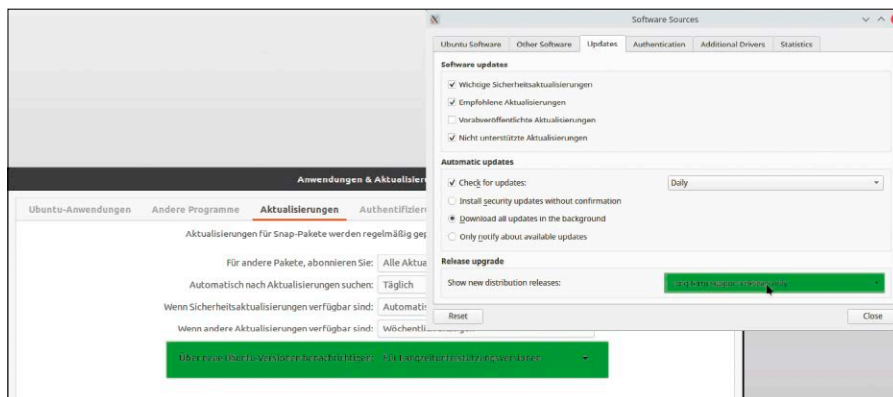 Software Sources
Ubuntu Software Other Software Updates Authentication Additional Drivers Statistics
Software updates
Wichtige Sicherheitsaktualisierungen
Empfohlene Aktualisierungen
Vorabveröffentlichte Aktualisierungen
Nicht unterstützte Aktualisierungen
Automatic updates
Check for updates: Daily
Install security updates without confirmation
Download all updates in the background
Only notify about available updates
Release upgrade
Show new distribution releases: Long term support releases only
Reset Close
Anwendungen & Aktualisier
Ubuntu-Anwendungen Andere Programme Aktualisierungen Authentifizier
Aktualisierungen für Snap-Pakete werden regelmäßig gep
Für andere Pakete, abonnieren Sie: Alle Aktua
Automatisch nach Aktualisierungen suchen: Täglich
Wenn Sicherheitsaktualisierungen verfügbar sind: Automatis
Wenn andere Aktualisierungen verfügbar sind: Wöchentli
Über neue Ubuntu-Versionen benachrichtigen: Für Langzeitunterstützungsversionen